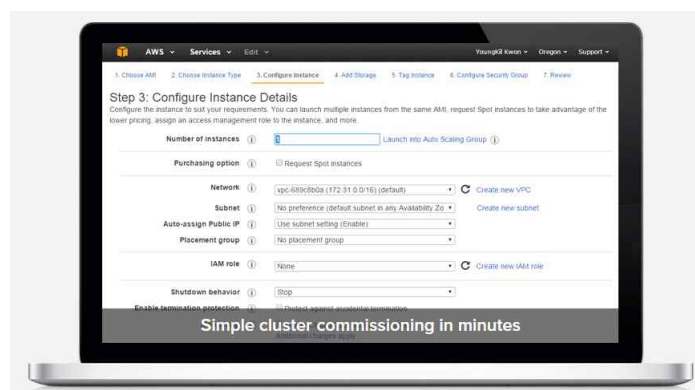 AWS Services Edit YoungKil Kwon Oregon Support
1. Choose AMI 2. Choose Instance Type 3. Configure Instance 4. Add Storage 5. Tag Instance 6. Configure Security Group 7. Review
Step 3: Configure Instance Details
Configure the instance to suit your requirements. You can launch multiple instances from the same AMI, request Spot instances to take advantage of the
lower pricing, assign an access management role to the instance, and more.
Number of instances 1 Launch into Auto Scaling Group
Purchasing option Request Spot instances
Network vpc-689c8b0a (172.31.0.0/16) (default) Create new VPC
Subnet No preference (default subnet in any Availability Zo Create new subnet
Auto-assign Public IP Use subnet setting (Enable)
Placement group No placement group
IAM role None Create new IAM role
Shutdown behavior Stop
Enable termination protection Protect against accidental termination
Simple cluster commissioning in minutes
Additional charges apply.